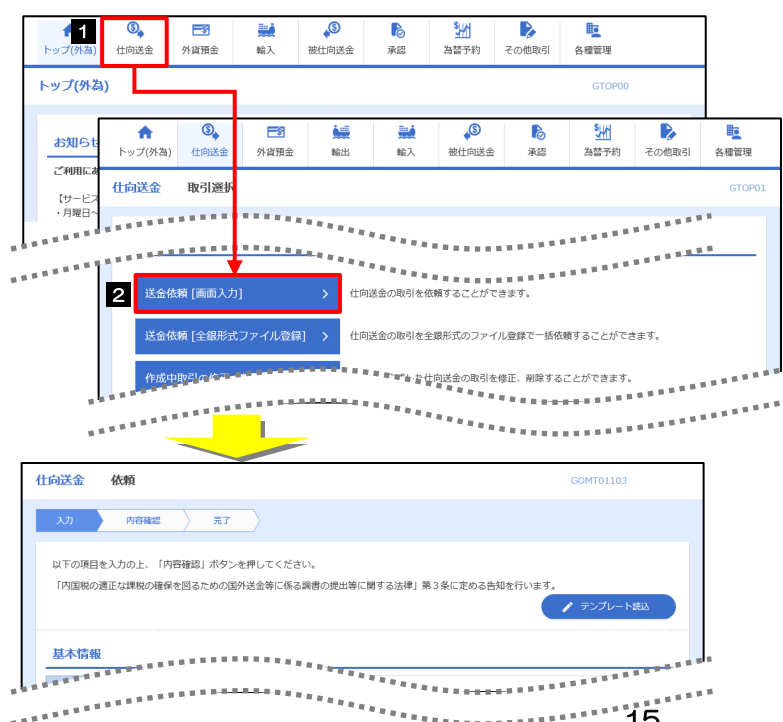 1
トップ(外為) 仕向送金 外貨預金 輸入 被仕向送金 承認 為替予約 その他取引 各種管理
トップ(外為) GTOP00
お知らせ
トップ(外為) 仕向送金 外貨預金 輸出 輸入 被仕向送金 承認 為替予約 その他取引 各種管理
ご利用にあ
仕向送金 取引選択 GTOP01
【サービス
・月曜日～
2 送金依頼 [画面入力] 仕向送金の取引を依頼することができます。
送金依頼 [全銀形式ファイル登録] 仕向送金の取引を全銀形式のファイル登録で一括依頼することができます。
作成中取引の修正 した仕向送金の取引を修正、削除することができます。
仕向送金 依頼 GOMT01103
入力 内容確認 完了
以下の項目を入力の上、「内容確認」ボタンを押してください。
「内国税の適正な課税の確保を図るための国外送金等に係る調書の提出等に関する法律」第３条に定める告知を行います。
テンプレート読込
基本情報
15